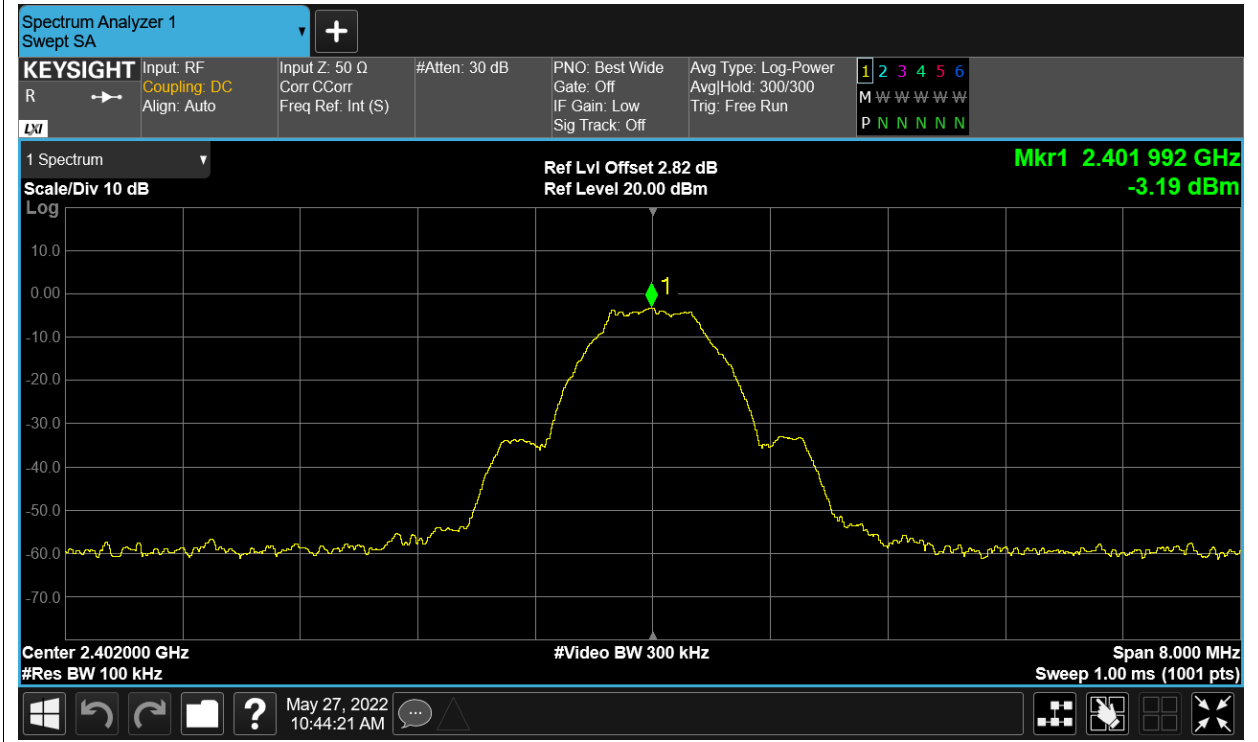 Spectrum Analyzer 1
Swept SA
KEYSIGHT
R
LXI
Input: RF
Coupling: DC
Align: Auto
Input Z: 50 Ω
Corr CCorr
Freq Ref: Int (S)
#Atten: 30 dB
PNO: Best Wide
Gate: Off
IF Gain: Low
Sig Track: Off
Avg Type: Log-Power
Avg|Hold: 300/300
Trig: Free Run
1 2 3 4 5 6
M W W W W W
P N N N N N
1 Spectrum
Scale/Div 10 dB
Log
Ref Lvl Offset 2.82 dB
Ref Level 20.00 dBm
Mkr1 2.401 992 GHz
-3.19 dBm
10.0
0.00
1
-10.0
-20.0
-30.0
-40.0
-50.0
-60.0
-70.0
Center 2.402000 GHz
#Video BW 300 kHz
Span 8.000 MHz
#Res BW 100 kHz
Sweep 1.00 ms (1001 pts)
?
May 27, 2022
10:44:21 AM